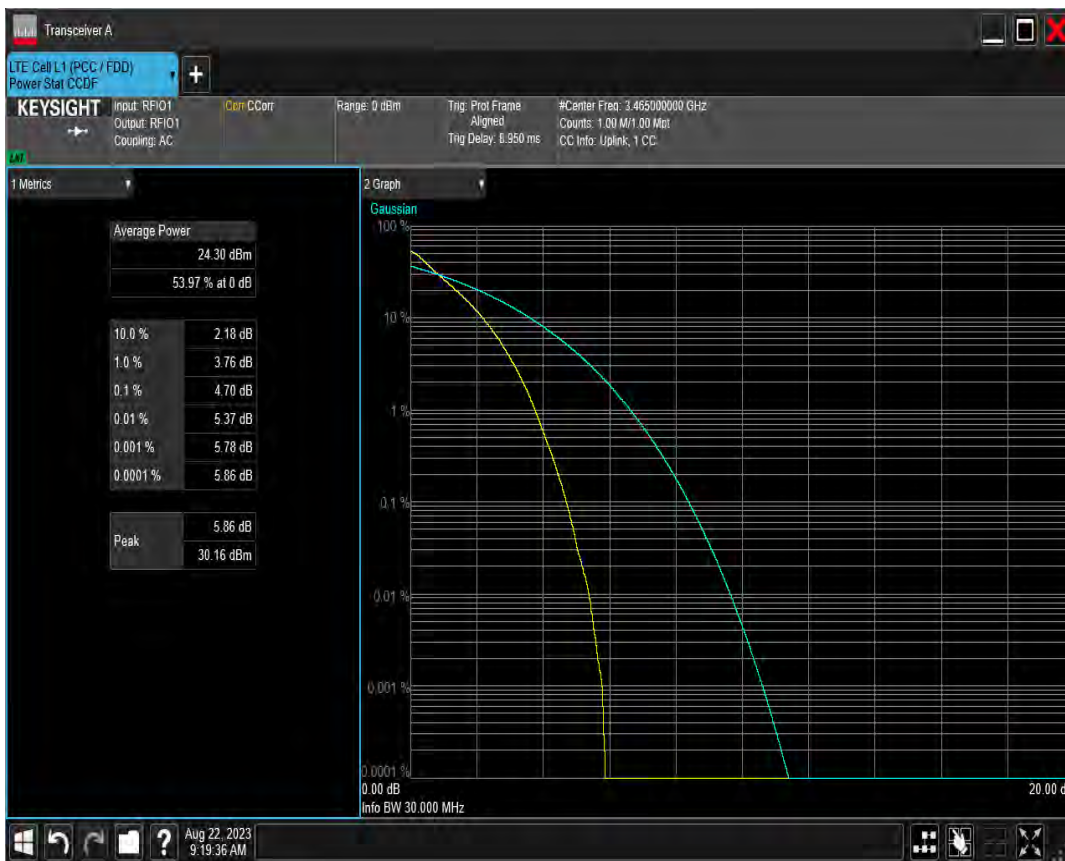 Transceiver A
LTE Cell L1 (PCC / FDD)
Power Stat CCDF
KEYSIGHT
Input: RFIO1
Output: RFIO1
Coupling: AC
Corr CCorr
Range: 0 dBm
Trig: Prot Frame
Aligned
Trig Delay: 6.950 ms
#Center Freq: 3.465000000 GHz
Counts: 1.00 M/1.00 Mpt
CC Info: Uplink, 1 CC
1 Metrics
Average Power
24.30 dBm
53.97 % at 0 dB
10.0 % 2.18 dB
1.0 % 3.76 dB
0.1 % 4.70 dB
0.01 % 5.37 dB
0.001 % 5.78 dB
0.0001 % 5.86 dB
Peak
5.86 dB
30.16 dBm
2 Graph
Gaussian
100 %
10 %
1 %
0.1 %
0.01 %
0.001 %
0.0001 %
0.00 dB
20.00 d
Info BW 30.000 MHz
?
Aug 22, 2023
9:19:36 AM